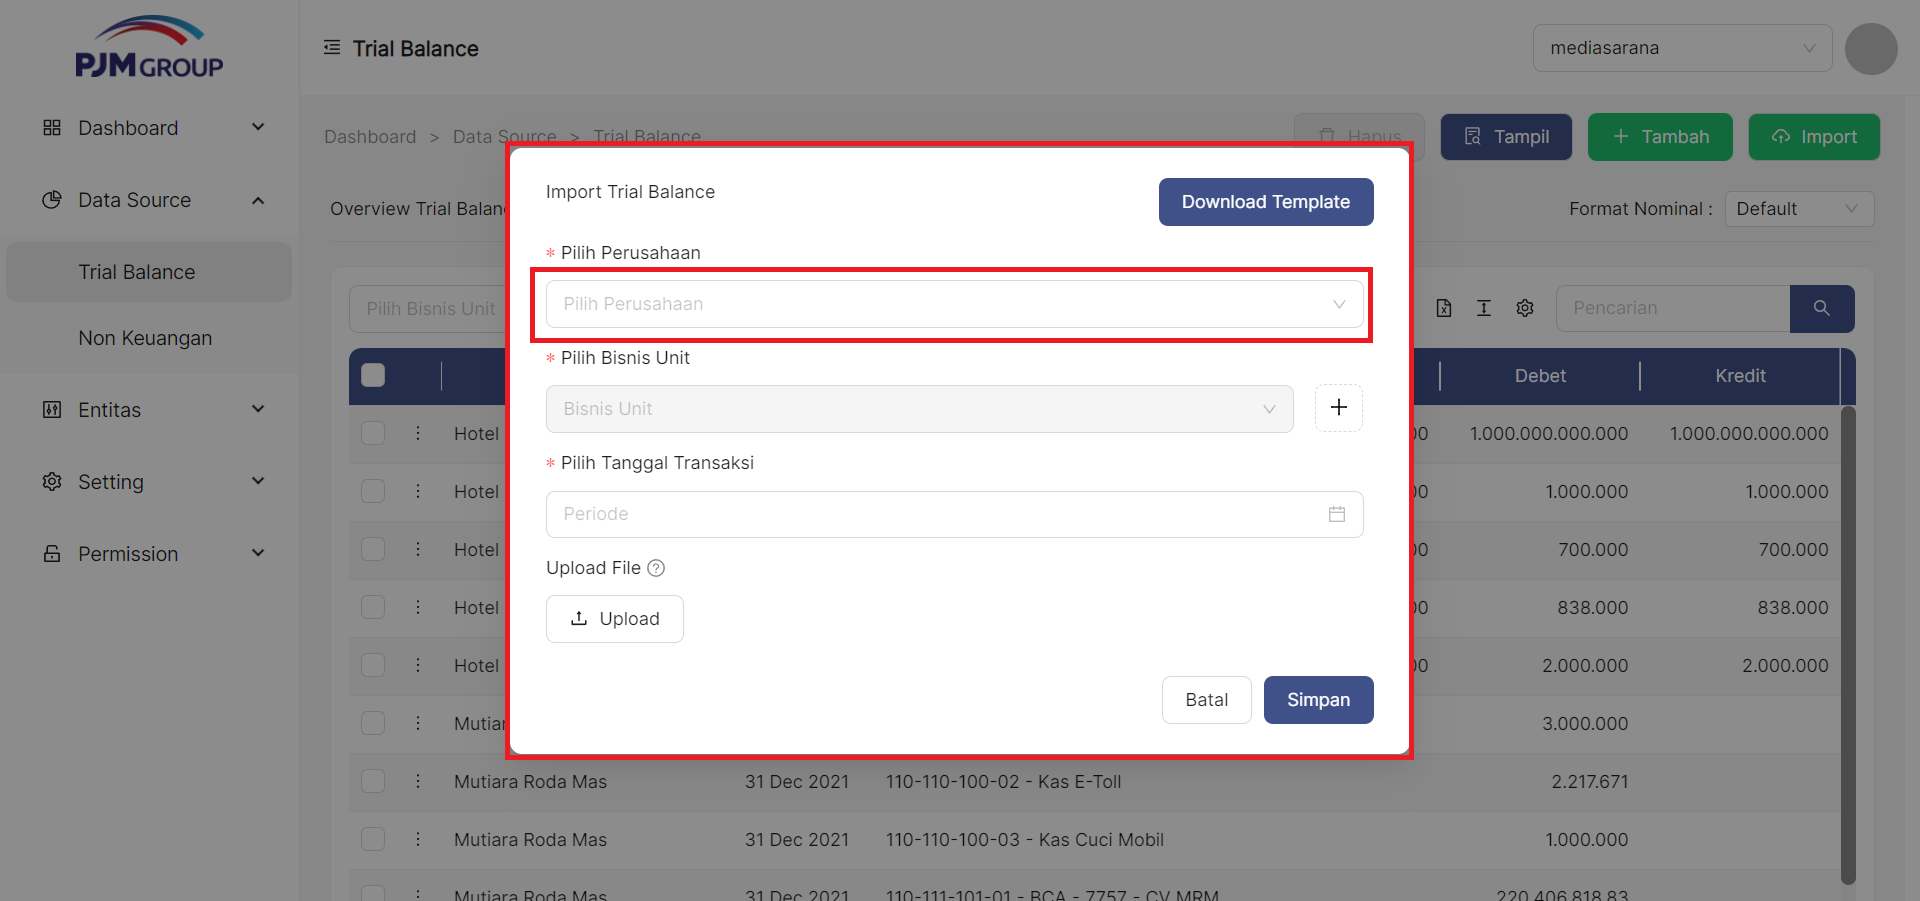 PJM GROUP
Trial Balance
mediasarana
Dashboard
Data Source
Trial Balance
Non Keuangan
Entitas
Setting
Permission
Dashboard > Data Source > Trial Balance
Hapus
Tampil
+ Tambah
Import
Overview Trial Balan
Format Nominal :
Default
Import Trial Balance
Download Template
* Pilih Perusahaan
Pilih Perusahaan
* Pilih Bisnis Unit
Bisnis Unit
+
* Pilih Tanggal Transaksi
Periode
Upload File ?
Upload
Batal
Simpan
Pilih Bisnis Unit
Pencarian
Debet
Kredit
Hotel 00 1.000.000.000.000 1.000.000.000.000
Hotel 00 1.000.000 1.000.000
Hotel 00 700.000 700.000
Hotel 00 838.000 838.000
Hotel 00 2.000.000 2.000.000
Mutiar 3.000.000
Mutiara Roda Mas 31 Dec 2021 110-110-100-02 - Kas E-Toll 2.217.671
Mutiara Roda Mas 31 Dec 2021 110-110-100-03 - Kas Cuci Mobil 1.000.000
Mutiara Roda Mas 31 Dec 2021 110-111-101-01 - BCA - 7757 - CV MRM 220.406.818,83